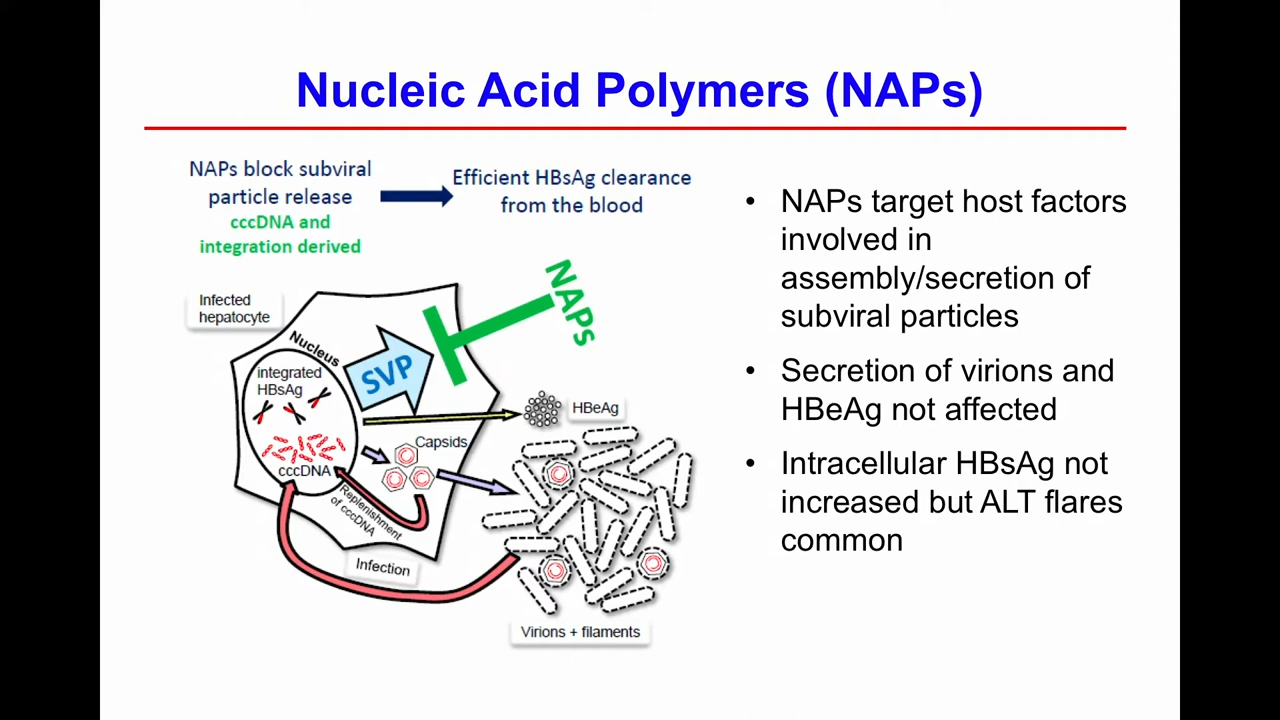 Nucleic Acid Polymers (NAPs)
NAPs block subviral
particle release
cccDNA and
integration derived
Efficient HBsAg clearance
from the blood
Infected
hepatocyte
Nucleus
integrated
HBsAg
cccDNA
SVP
NAPs
HBeAg
Capsids
Replenishment
of cccDNA
Infection
Virions + filaments
• NAPs target host factors
involved in
assembly/secretion of
subviral particles
• Secretion of virions and
HBeAg not affected
• Intracellular HBsAg not
increased but ALT flares
common